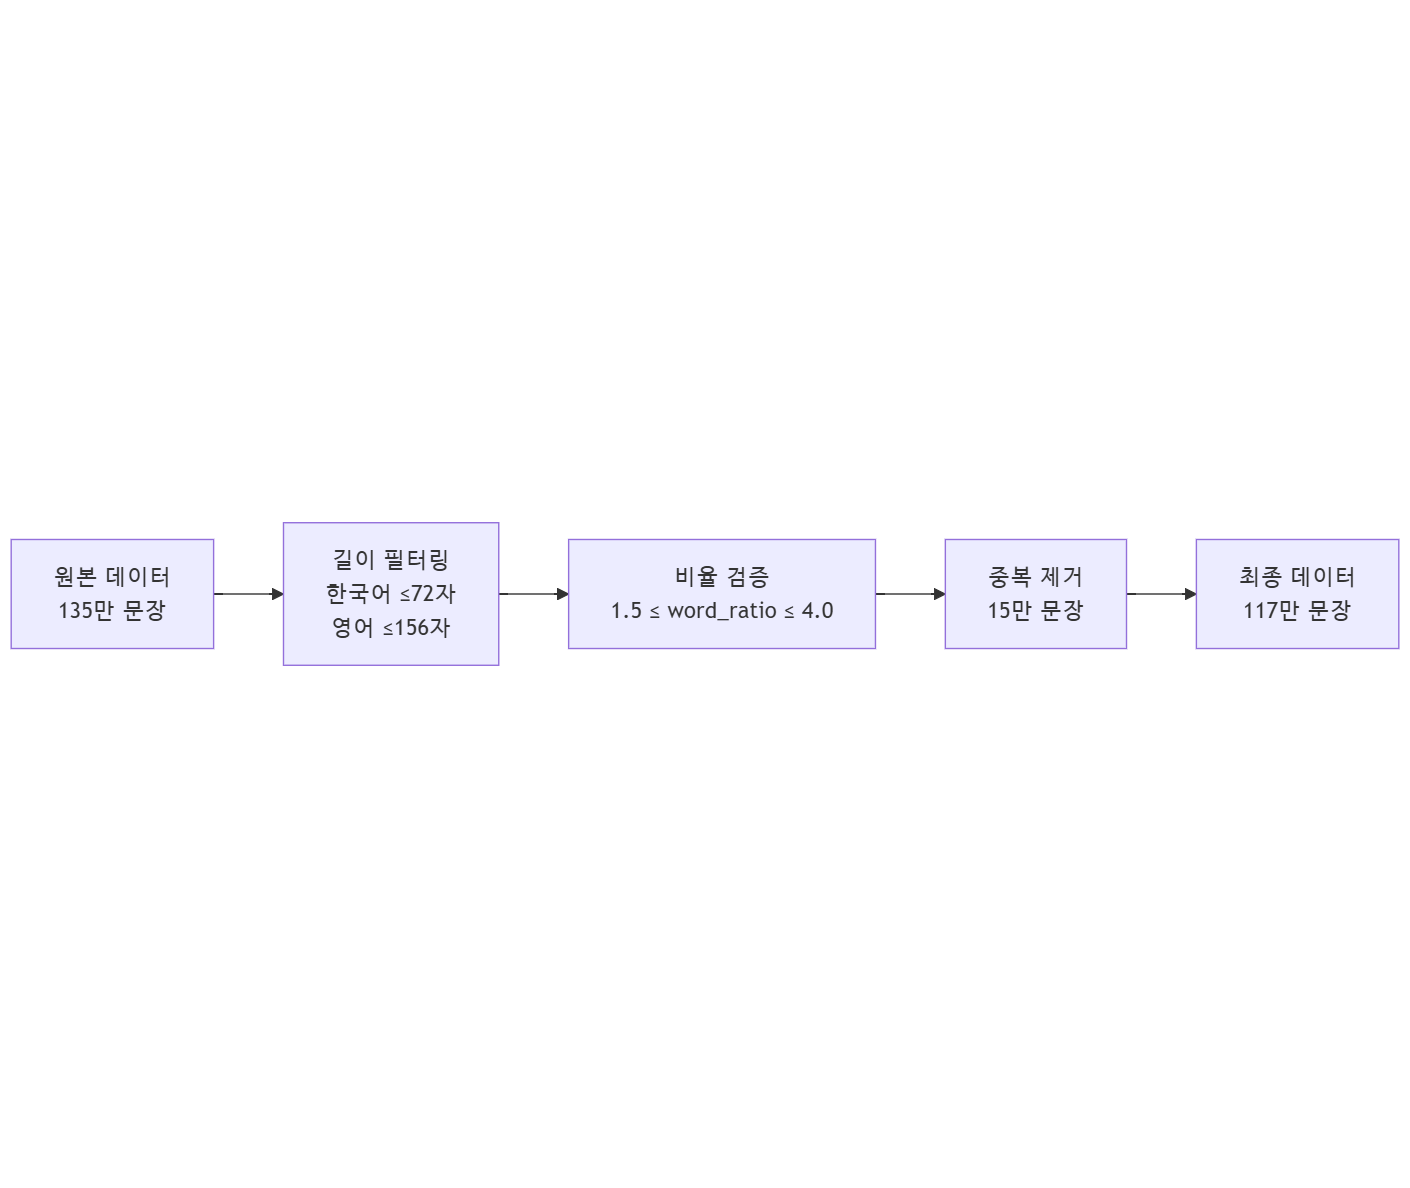 원본 데이터
135만 문장
길이 필터링
한국어 ≤72자
영어 ≤156자
비율 검증
1.5 ≤ word_ratio ≤ 4.0
중복 제거
15만 문장
최종 데이터
117만 문장